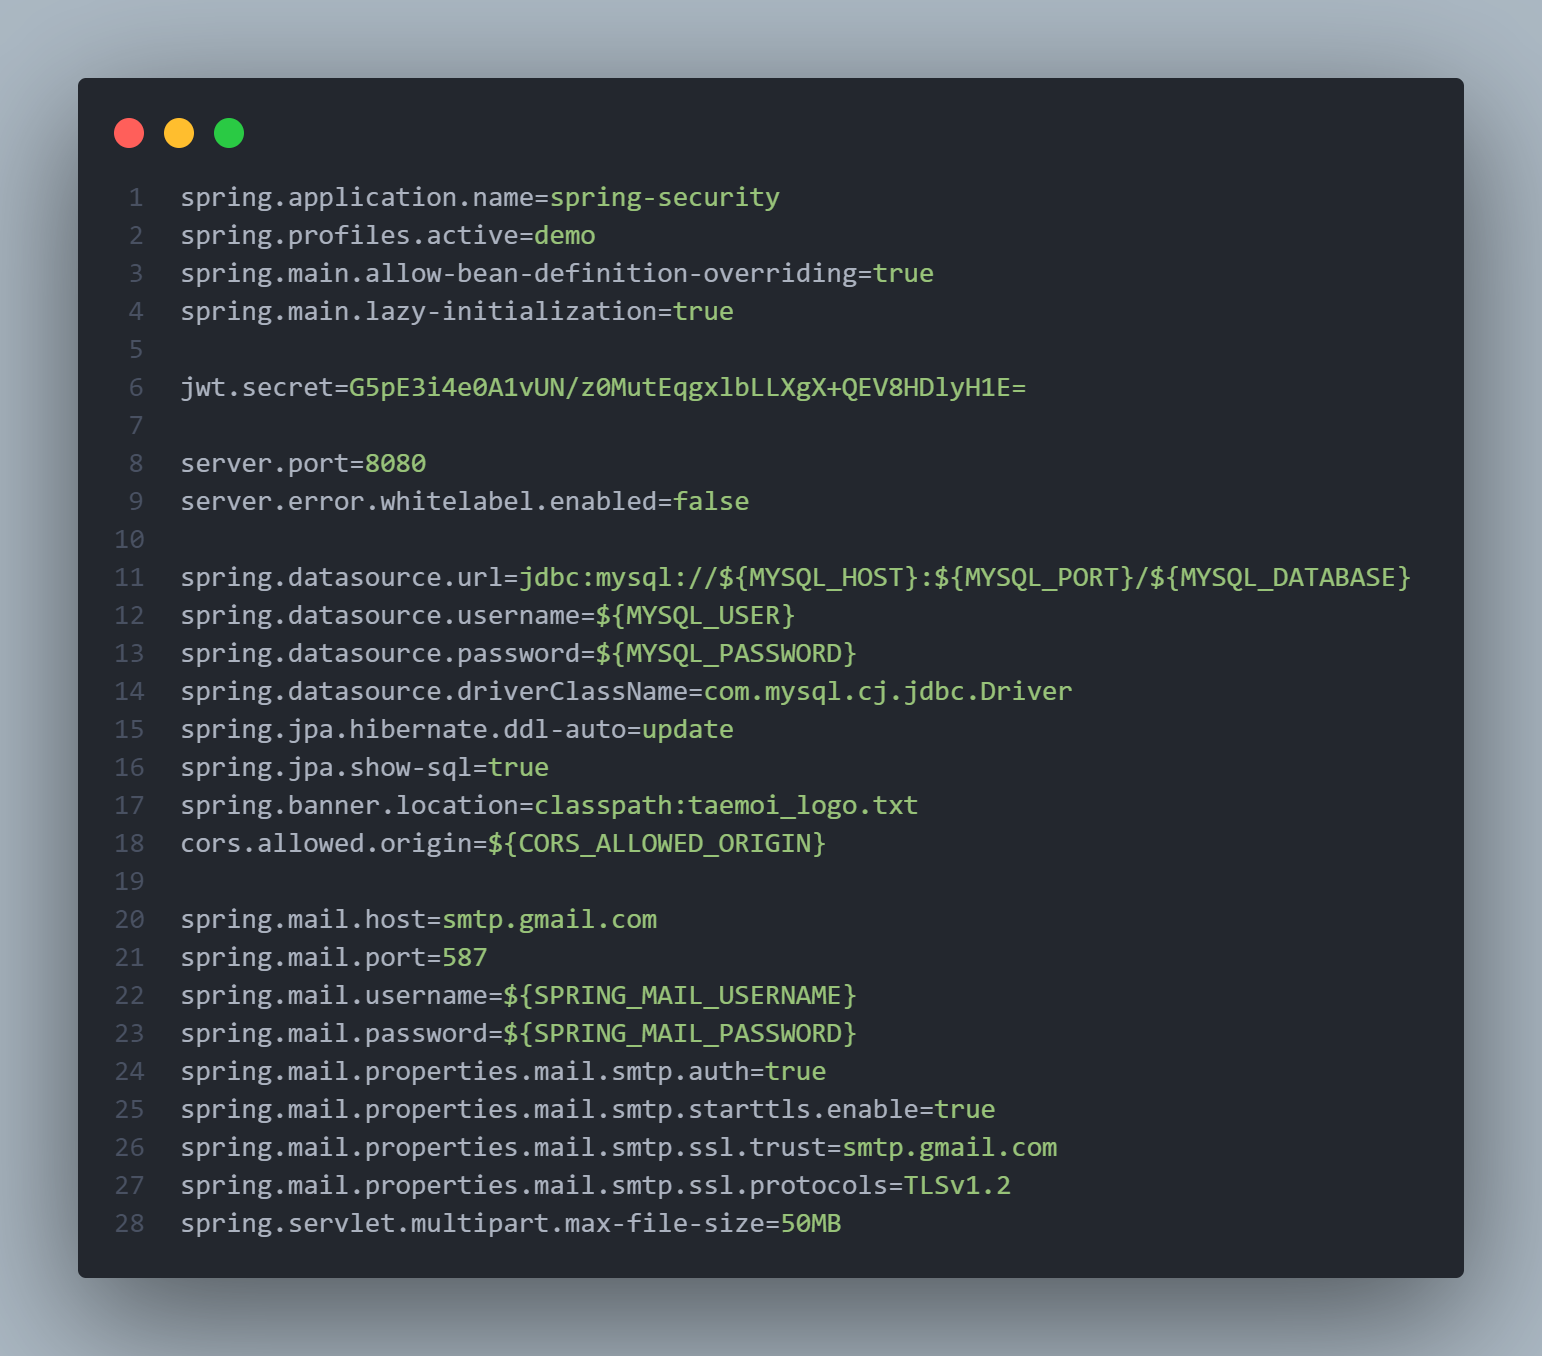 1 spring.application.name=spring-security
2 spring.profiles.active=demo
3 spring.main.allow-bean-definition-overriding=true
4 spring.main.lazy-initialization=true
5
6 jwt.secret=G5pE3i4e0A1vUN/z0MutEqgxlbLLXgX+QEV8HDlyH1E=
7
8 server.port=8080
9 server.error.whitelabel.enabled=false
10
11 spring.datasource.url=jdbc:mysql://${MYSQL_HOST}:${MYSQL_PORT}/${MYSQL_DATABASE}
12 spring.datasource.username=${MYSQL_USER}
13 spring.datasource.password=${MYSQL_PASSWORD}
14 spring.datasource.driverClassName=com.mysql.cj.jdbc.Driver
15 spring.jpa.hibernate.ddl-auto=update
16 spring.jpa.show-sql=true
17 spring.banner.location=classpath:taemoi_logo.txt
18 cors.allowed.origin=${CORS_ALLOWED_ORIGIN}
19
20 spring.mail.host=smtp.gmail.com
21 spring.mail.port=587
22 spring.mail.username=${SPRING_MAIL_USERNAME}
23 spring.mail.password=${SPRING_MAIL_PASSWORD}
24 spring.mail.properties.mail.smtp.auth=true
25 spring.mail.properties.mail.smtp.starttls.enable=true
26 spring.mail.properties.mail.smtp.ssl.trust=smtp.gmail.com
27 spring.mail.properties.mail.smtp.ssl.protocols=TLSv1.2
28 spring.servlet.multipart.max-file-size=50MB